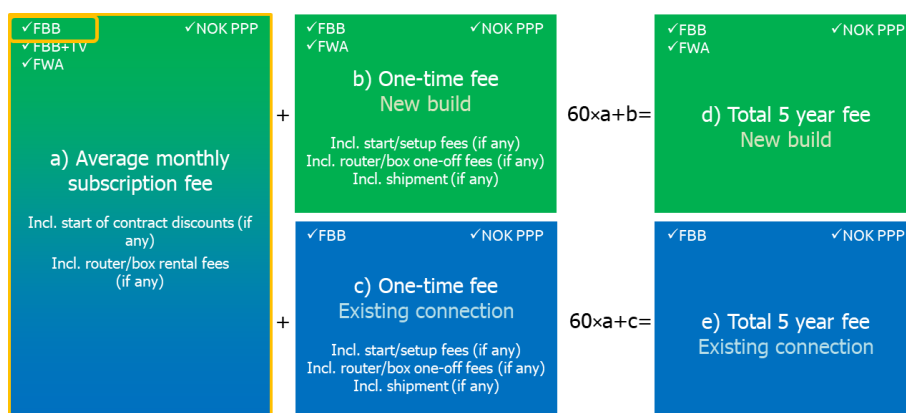 ✓FBB ✓NOK PPP
✓FBB+TV
✓FWA
a) Average monthly
subscription fee
Incl. start of contract discounts (if
any)
Incl. router/box rental fees
(if any)
+
✓FBB ✓NOK PPP
✓FWA
b) One-time fee
New build
Incl. start/setup fees (if any)
Incl. router/box one-off fees (if any)
Incl. shipment (if any)
60×a+b=
✓FBB ✓NOK PPP
✓FWA
d) Total 5 year fee
New build
+
✓FBB ✓NOK PPP
c) One-time fee
Existing connection
Incl. start/setup fees (if any)
Incl. router/box one-off fees (if any)
Incl. shipment (if any)
60×a+c=
✓FBB ✓NOK PPP
e) Total 5 year fee
Existing connection